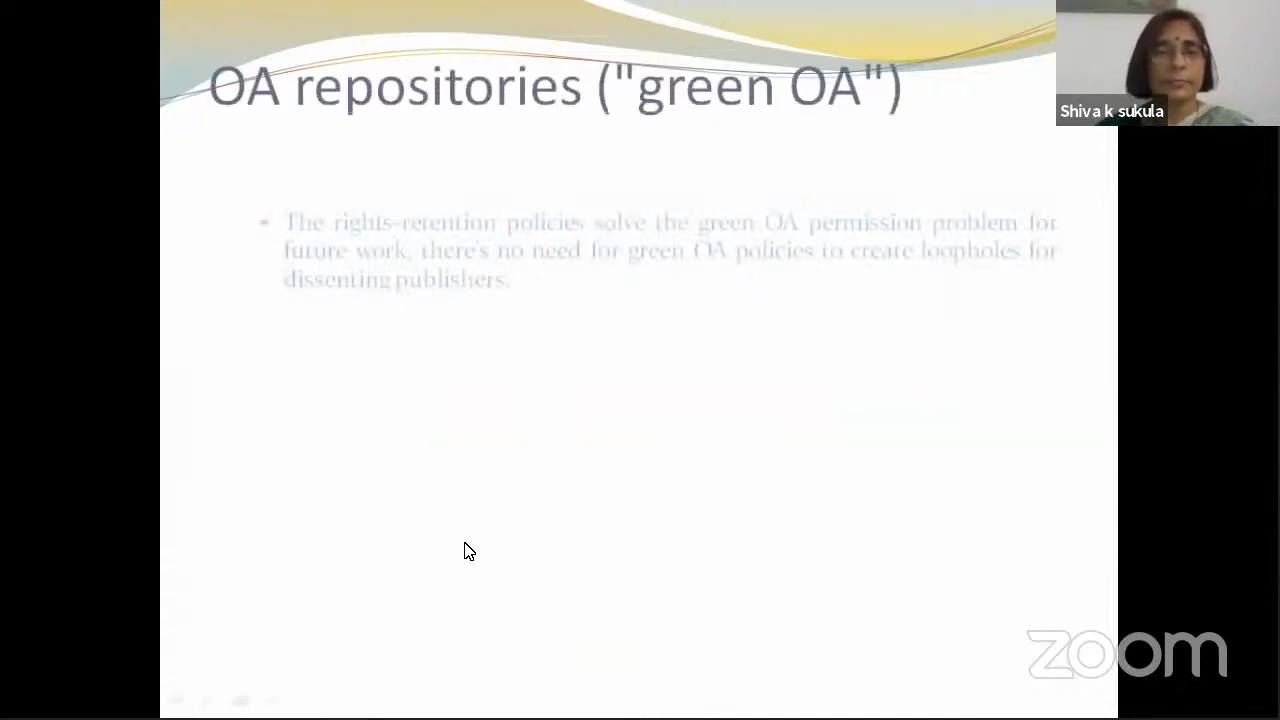 OA repositories ("green OA")
Shiva k sukula
• The rights-retention policies solve the green OA permission problem for
future work, there's no need for green OA policies to create loopholes for
dissenting publishers.
zoom